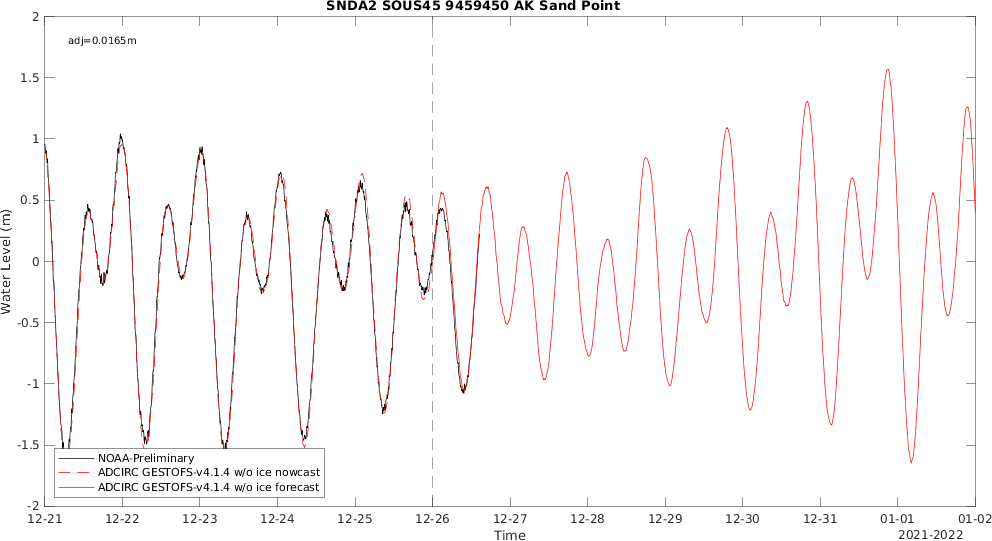 SNDA2 SOUS45 9459450 AK Sand Point
adj=0.0165m
2
1.5
1
0.5
0
-0.5
-1
-1.5
-2
Water Level (m)
NOAA-Preliminary
ADCIRC GESTOFS-v4.1.4 w/o ice nowcast
ADCIRC GESTOFS-v4.1.4 w/o ice forecast
12-21 12-22 12-23 12-24 12-25 12-26 12-27 12-28 12-29 12-30 12-31 01-01 01-02
Time
2021-2022